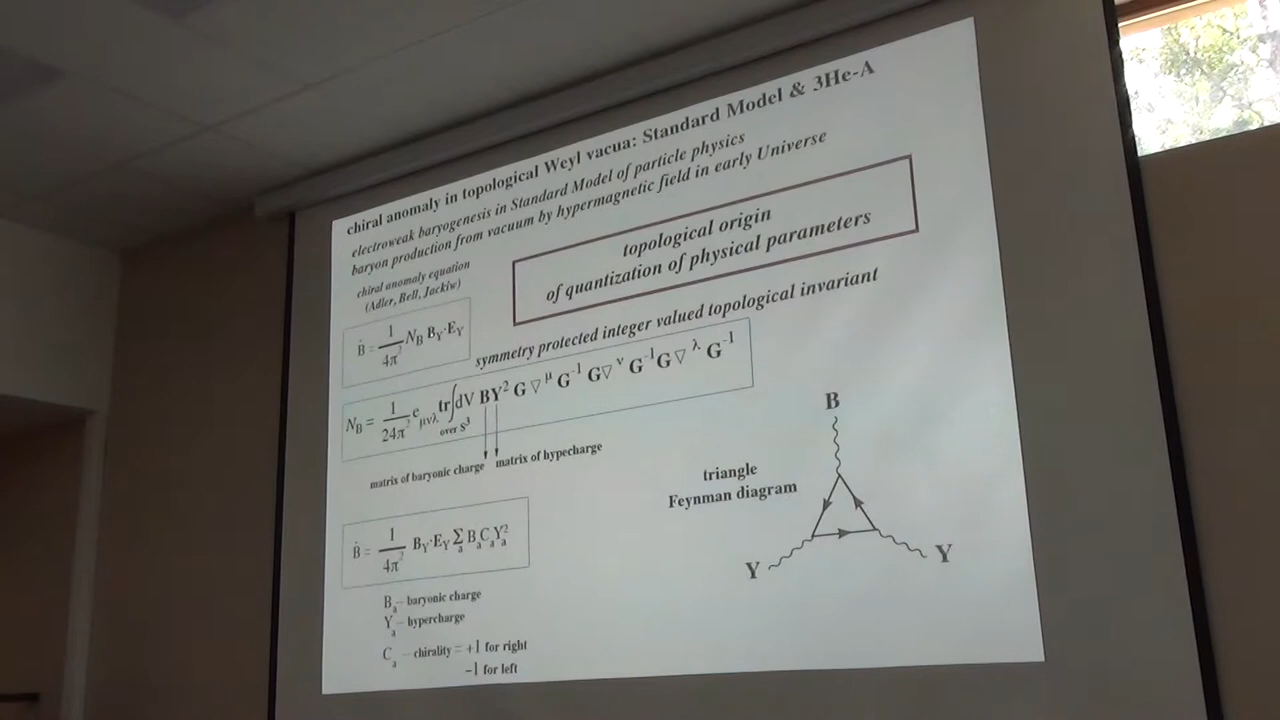 chiral anomaly in topological Weyl vacua: Standard Model & 3He-A
electroweak baryogenesis in Standard Model of particle physics
baryon production from vacuum by hypermagnetic field in early Universe
chiral anomaly equation
(Adler, Bell, Jackiw)
topological origin
of quantization of physical parameters
Ḃ = 1/4π² N_B B_Y·E_Y
symmetry protected integer valued topological invariant
N_B = 1/24π² e_μνλ tr∫dV BY² G ∇^μ G⁻¹ G∇^ν G⁻¹G∇^λ G⁻¹
over S³
matrix of baryonic charge
matrix of hypecharge
Ḃ = 1/4π² B_Y·E_Y Σ_a B_a C_a Y_a²
B_a – baryonic charge
Y_a – hypercharge
C_a – chirality = +1 for right
−1 for left
triangle
Feynman diagram
B
Y
Y